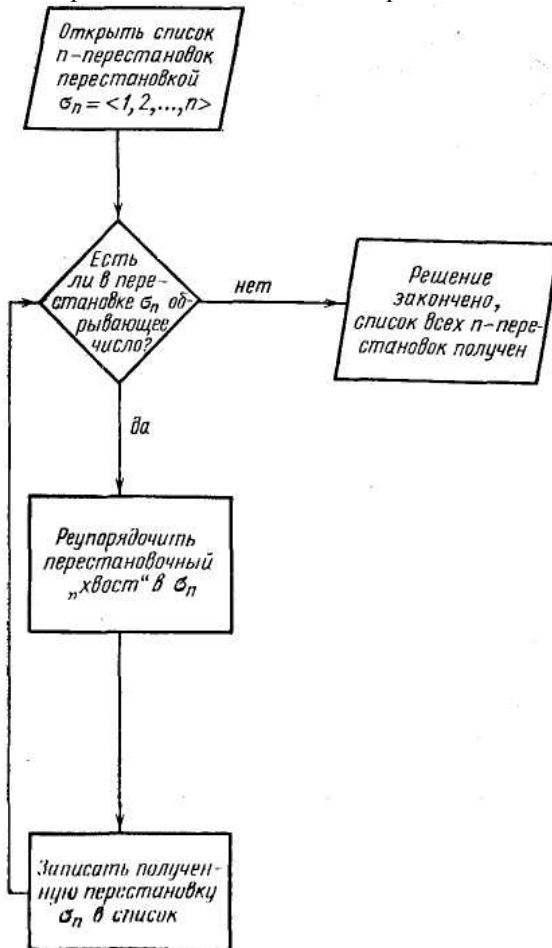 Открыть список
n-перестановок
перестановкой
σn = <1, 2, ..., n>
Есть
ли в пере-
становке σn об-
рывающее
число?
нет
Решение
закончено,
список всех n-пере-
становок получен
да
Реупорядочить
перестановочный
„хвост“ в σn
Записать получен-
ную перестановку
σn в список